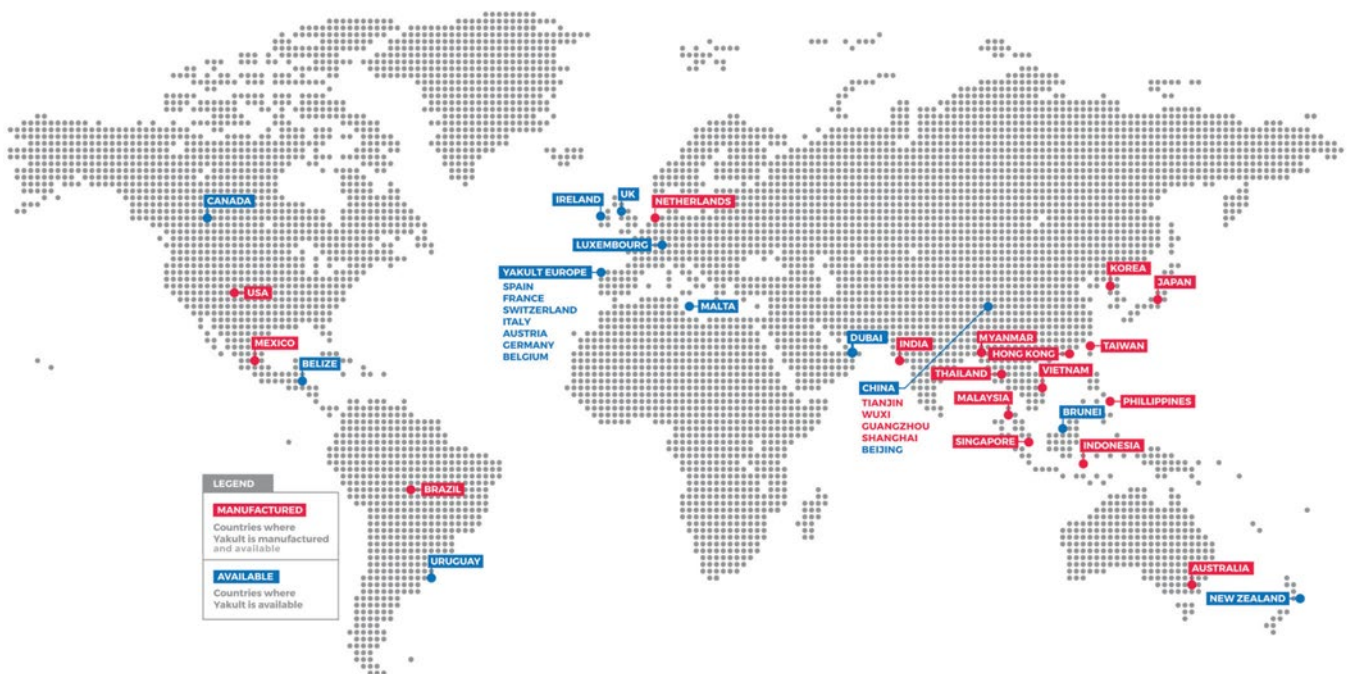 CANADA
IRELAND
UK
NETHERLANDS
LUXEMBOURG
YAKULT EUROPE
SPAIN
FRANCE
SWITZERLAND
ITALY
AUSTRIA
GERMANY
BELGIUM
MALTA
USA
MEXICO
BELIZE
BRAZIL
URUGUAY
KOREA
JAPAN
DUBAI
INDIA
MYANMAR
HONG KONG
TAIWAN
THAILAND
VIETNAM
CHINA
TIANJIN
WUXI
GUANGZHOU
SHANGHAI
BEIJING
MALAYSIA
PHILLIPPINES
BRUNEI
SINGAPORE
INDONESIA
AUSTRALIA
NEW ZEALAND
LEGEND
MANUFACTURED
Countries where
Yakult is manufactured
and available
AVAILABLE
Countries where
Yakult is available